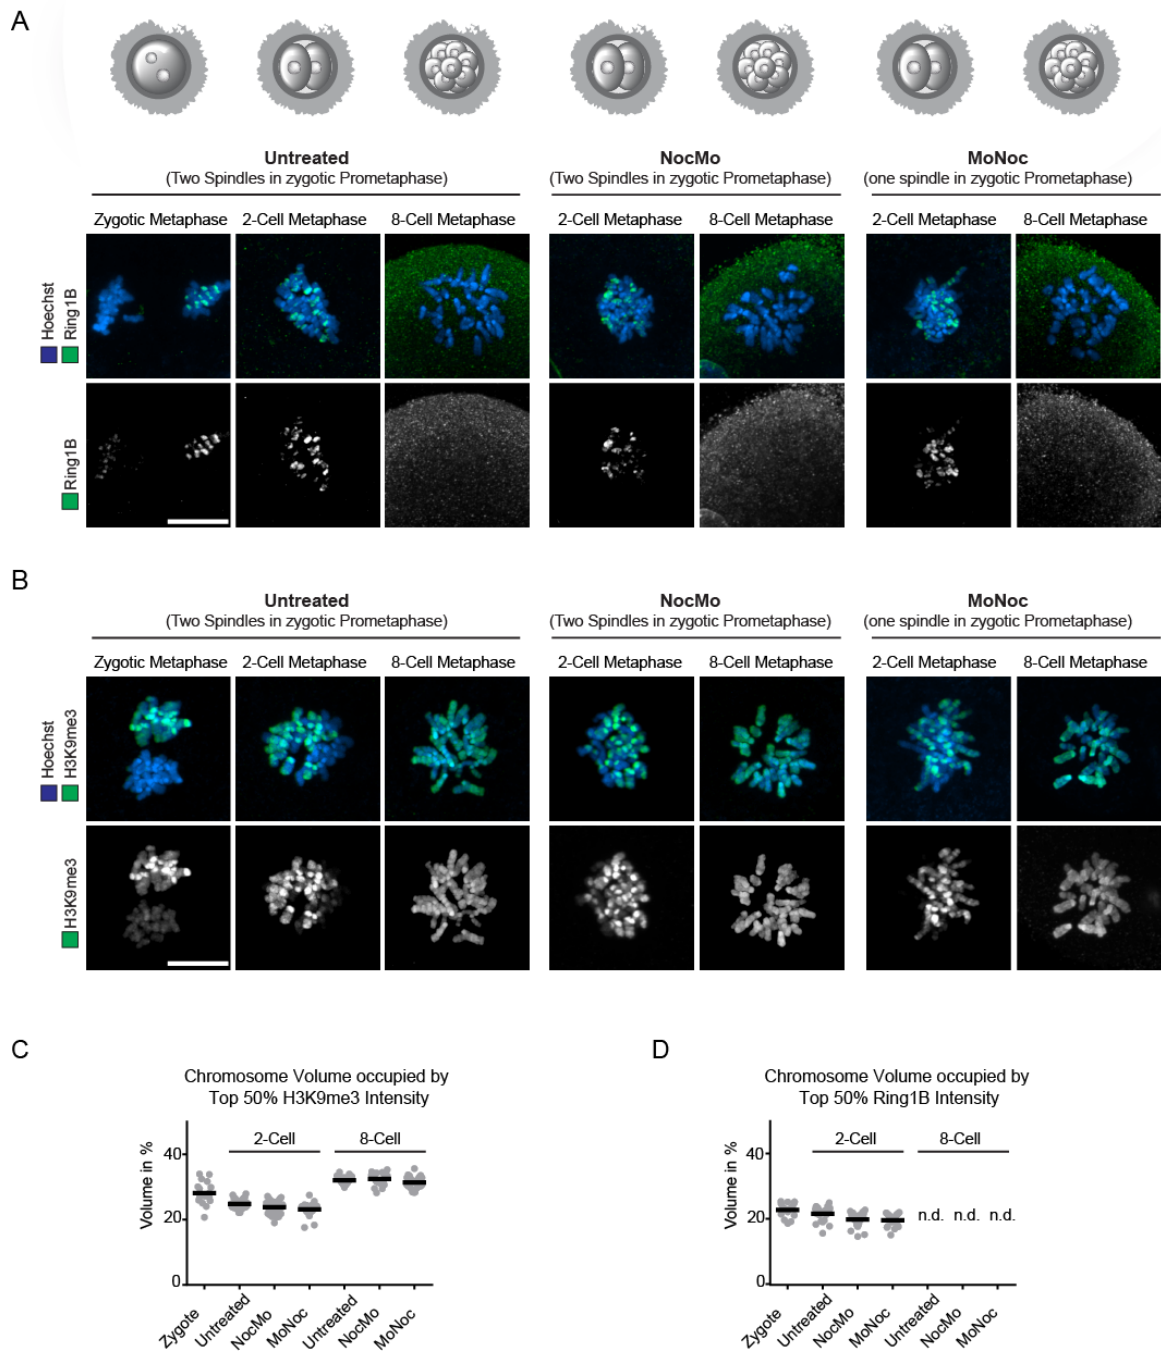 A
Untreated
(Two Spindles in zygotic Prometaphase)
NocMo
(Two Spindles in zygotic Prometaphase)
MoNoc
(one spindle in zygotic Prometaphase)
Zygotic Metaphase
2-Cell Metaphase
8-Cell Metaphase
2-Cell Metaphase
8-Cell Metaphase
2-Cell Metaphase
8-Cell Metaphase
Hoechst
Ring1B
Ring1B
B
Untreated
(Two Spindles in zygotic Prometaphase)
NocMo
(Two Spindles in zygotic Prometaphase)
MoNoc
(one spindle in zygotic Prometaphase)
Zygotic Metaphase
2-Cell Metaphase
8-Cell Metaphase
2-Cell Metaphase
8-Cell Metaphase
2-Cell Metaphase
8-Cell Metaphase
Hoechst
H3K9me3
H3K9me3
C
Chromosome Volume occupied by
Top 50% H3K9me3 Intensity
2-Cell
8-Cell
Volume in %
40
20
0
Zygote
Untreated
NocMo
MoNoc
Untreated
NocMo
MoNoc
D
Chromosome Volume occupied by
Top 50% Ring1B Intensity
2-Cell
8-Cell
Volume in %
40
20
0
n.d.
n.d.
n.d.
Zygote
Untreated
NocMo
MoNoc
Untreated
NocMo
MoNoc